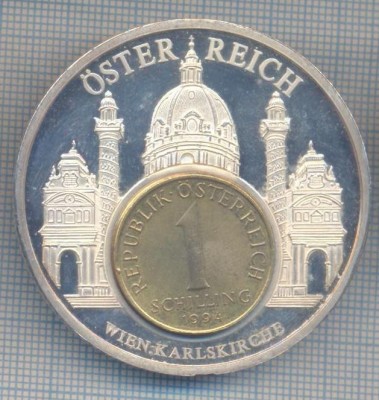 ÖSTER REICH
REPUBLIK·ÖSTERREICH
1
SCHILLING
1994
WIEN-KARLSKIRCHE